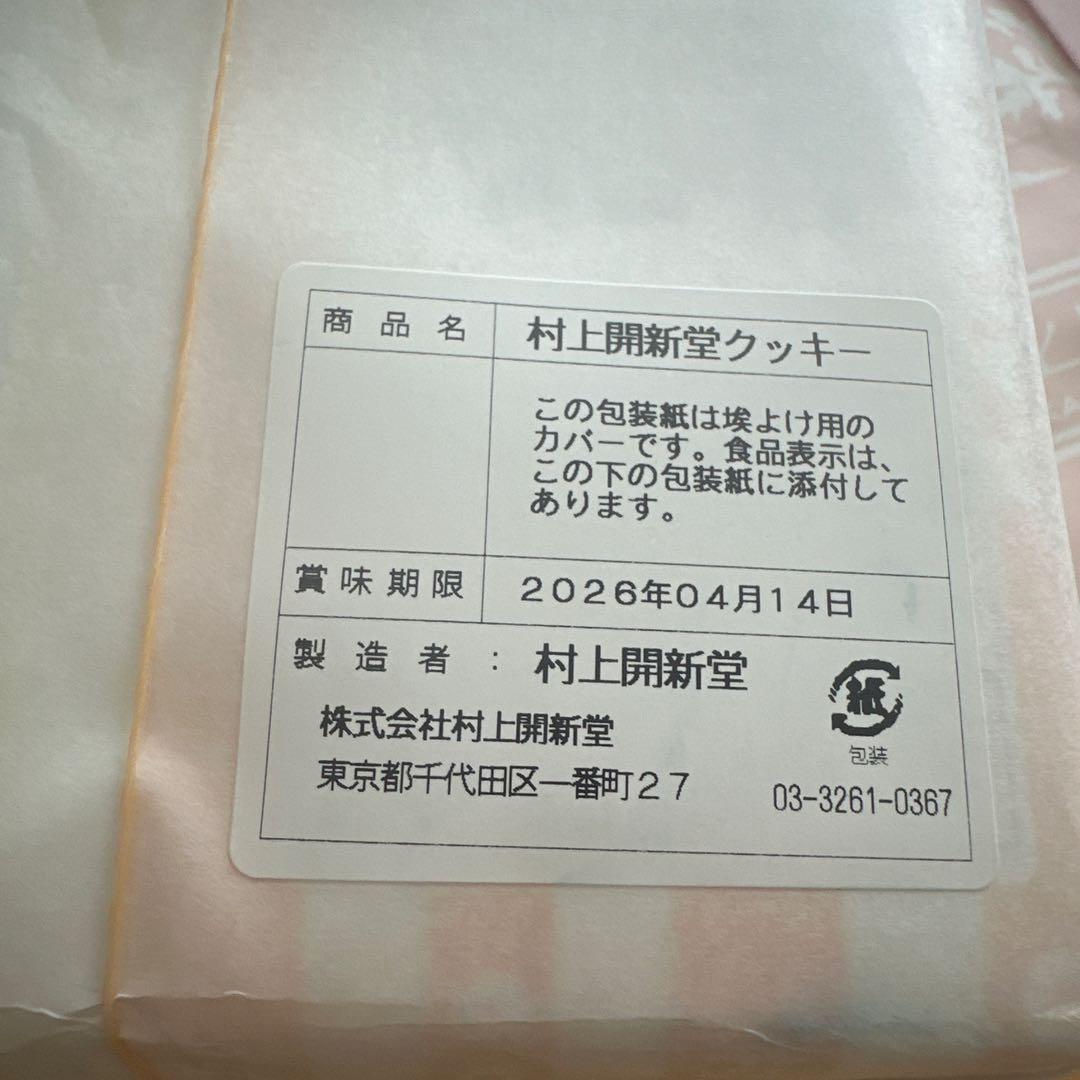 商品名 村上開新堂クッキー
この包装紙は埃よけ用の
カバーです。食品表示は、
この下の包装紙に添付して
あります。
賞味期限 2026年04月14日
製造者: 村上開新堂
株式会社村上開新堂
東京都千代田区一番町27
紙
包装
03-3261-0367